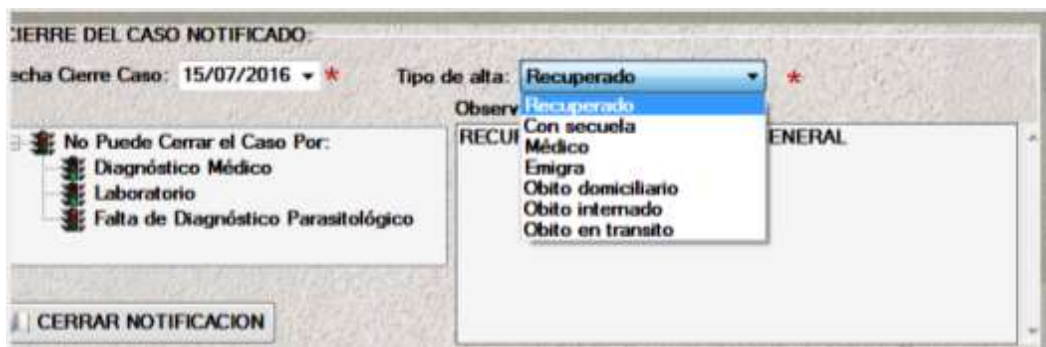 CIERRE DEL CASO NOTIFICADO:
echa Cierre Caso: 15/07/2016 *
Tipo de alta: Recuperado *
Observ
Recuperado
Con secuela
Médico
Emigra
Obito domiciliario
Obito internado
Obito en transito
RECU ENERAL
No Puede Cerrar el Caso Por:
Diagnóstico Médico
Laboratorio
Falta de Diagnóstico Parasitológico
CERRAR NOTIFICACION